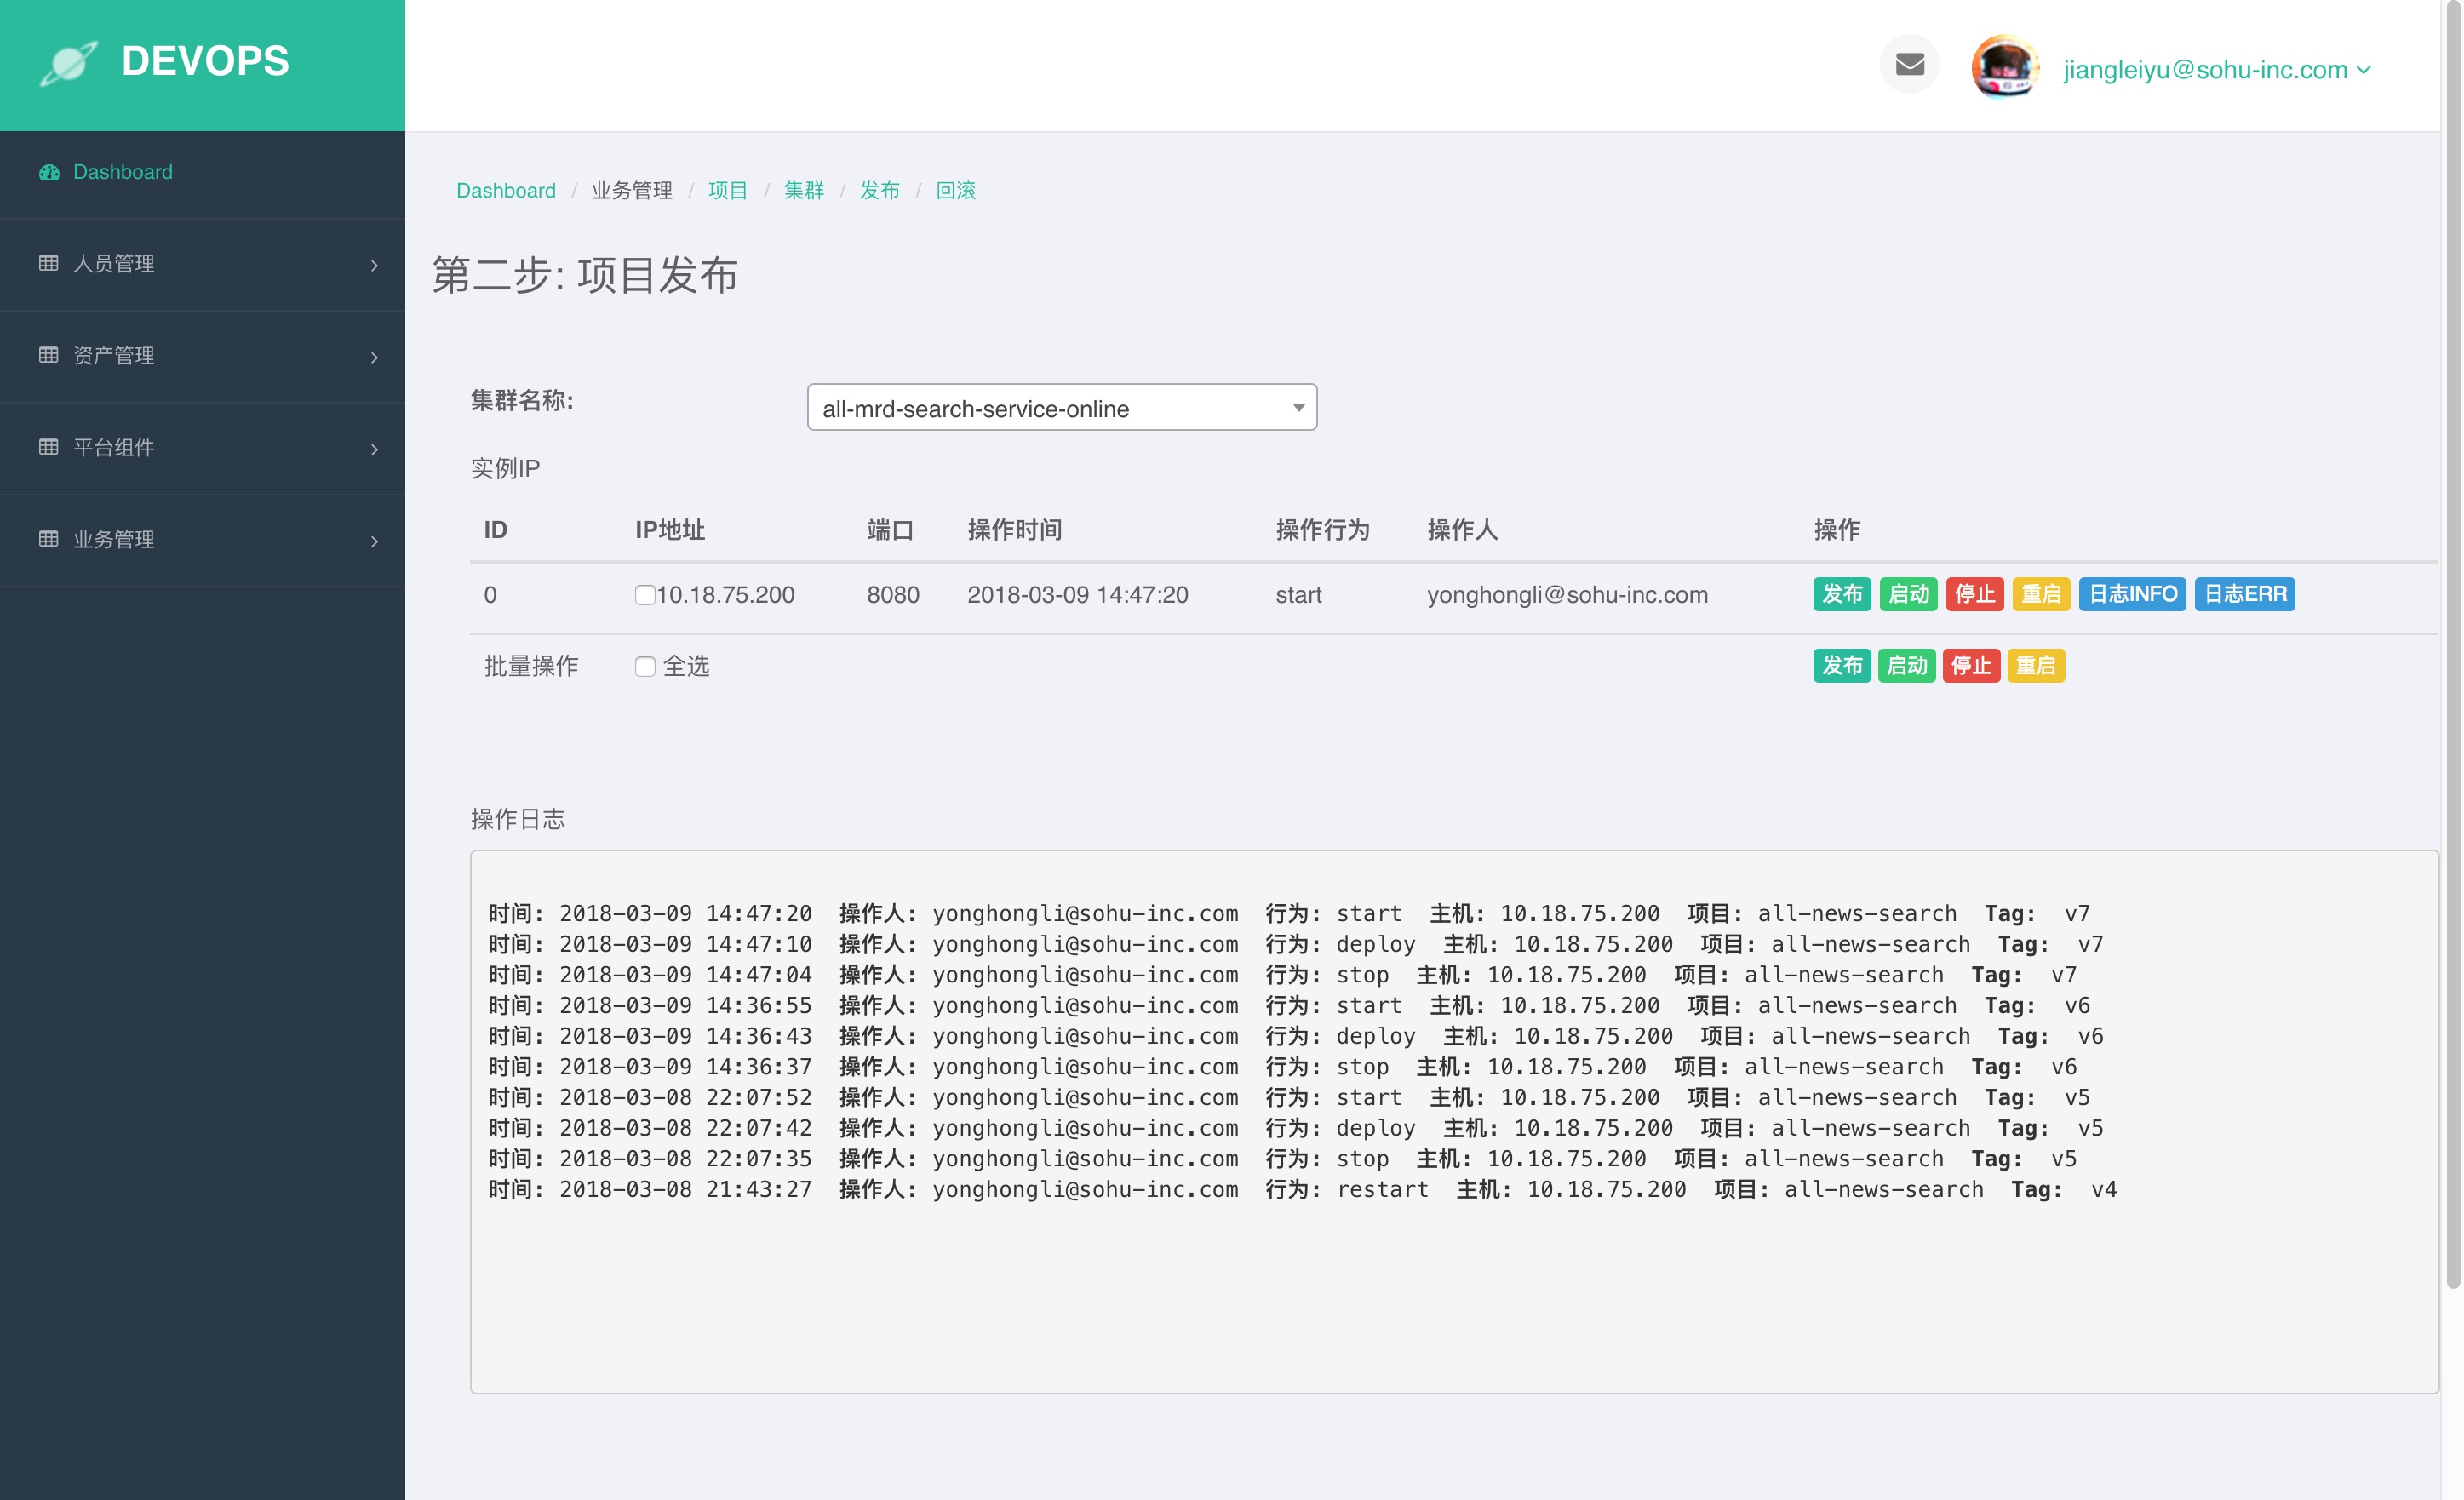 DEVOPS
jiangleiyu@sohu-inc.com
Dashboard
人员管理
资产管理
平台组件
业务管理
Dashboard / 业务管理 / 项目 / 集群 / 发布 / 回滚
第二步: 项目发布
集群名称: all-mrd-search-service-online
实例IP
ID IP地址 端口 操作时间 操作行为 操作人 操作
0 10.18.75.200 8080 2018-03-09 14:47:20 start yonghongli@sohu-inc.com 发布 启动 停止 重启 日志INFO 日志ERR
批量操作 全选 发布 启动 停止 重启
操作日志
时间: 2018-03-09 14:47:20 操作人: yonghongli@sohu-inc.com 行为: start 主机: 10.18.75.200 项目: all-news-search Tag: v7
时间: 2018-03-09 14:47:10 操作人: yonghongli@sohu-inc.com 行为: deploy 主机: 10.18.75.200 项目: all-news-search Tag: v7
时间: 2018-03-09 14:47:04 操作人: yonghongli@sohu-inc.com 行为: stop 主机: 10.18.75.200 项目: all-news-search Tag: v7
时间: 2018-03-09 14:36:55 操作人: yonghongli@sohu-inc.com 行为: start 主机: 10.18.75.200 项目: all-news-search Tag: v6
时间: 2018-03-09 14:36:43 操作人: yonghongli@sohu-inc.com 行为: deploy 主机: 10.18.75.200 项目: all-news-search Tag: v6
时间: 2018-03-09 14:36:37 操作人: yonghongli@sohu-inc.com 行为: stop 主机: 10.18.75.200 项目: all-news-search Tag: v6
时间: 2018-03-08 22:07:52 操作人: yonghongli@sohu-inc.com 行为: start 主机: 10.18.75.200 项目: all-news-search Tag: v5
时间: 2018-03-08 22:07:42 操作人: yonghongli@sohu-inc.com 行为: deploy 主机: 10.18.75.200 项目: all-news-search Tag: v5
时间: 2018-03-08 22:07:35 操作人: yonghongli@sohu-inc.com 行为: stop 主机: 10.18.75.200 项目: all-news-search Tag: v5
时间: 2018-03-08 21:43:27 操作人: yonghongli@sohu-inc.com 行为: restart 主机: 10.18.75.200 项目: all-news-search Tag: v4